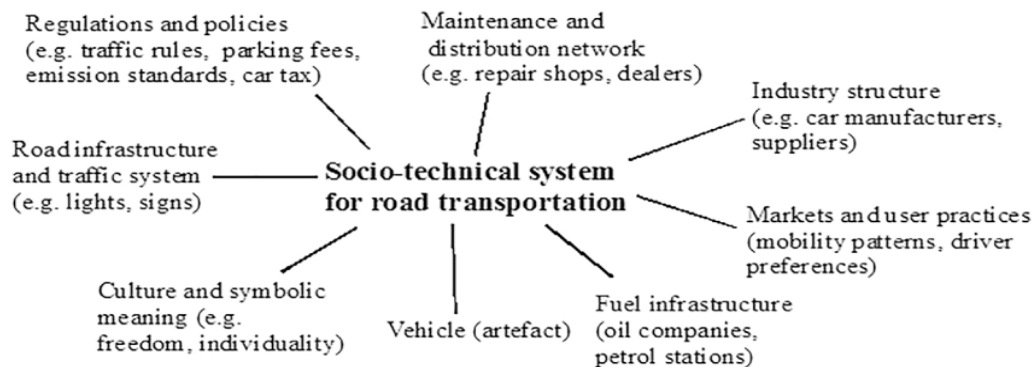 Regulations and policies
(e.g. traffic rules, parking fees,
emission standards, car tax)
Maintenance and
distribution network
(e.g. repair shops, dealers)
Industry structure
(e.g. car manufacturers,
suppliers)
Road infrastructure
and traffic system
(e.g. lights, signs)
Socio-technical system
for road transportation
Markets and user practices
(mobility patterns, driver
preferences)
Culture and symbolic
meaning (e.g.
freedom, individuality)
Vehicle (artefact)
Fuel infrastructure
(oil companies,
petrol stations)